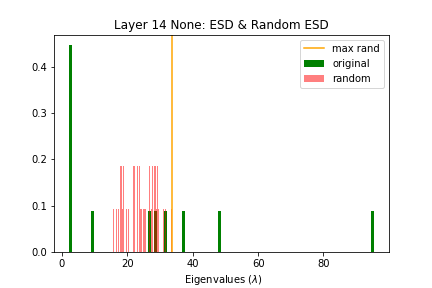 Layer 14 None: ESD & Random ESD
max rand
original
random
0.4
0.3
0.2
0.1
0.0
0 20 40 60 80
Eigenvalues (λ)